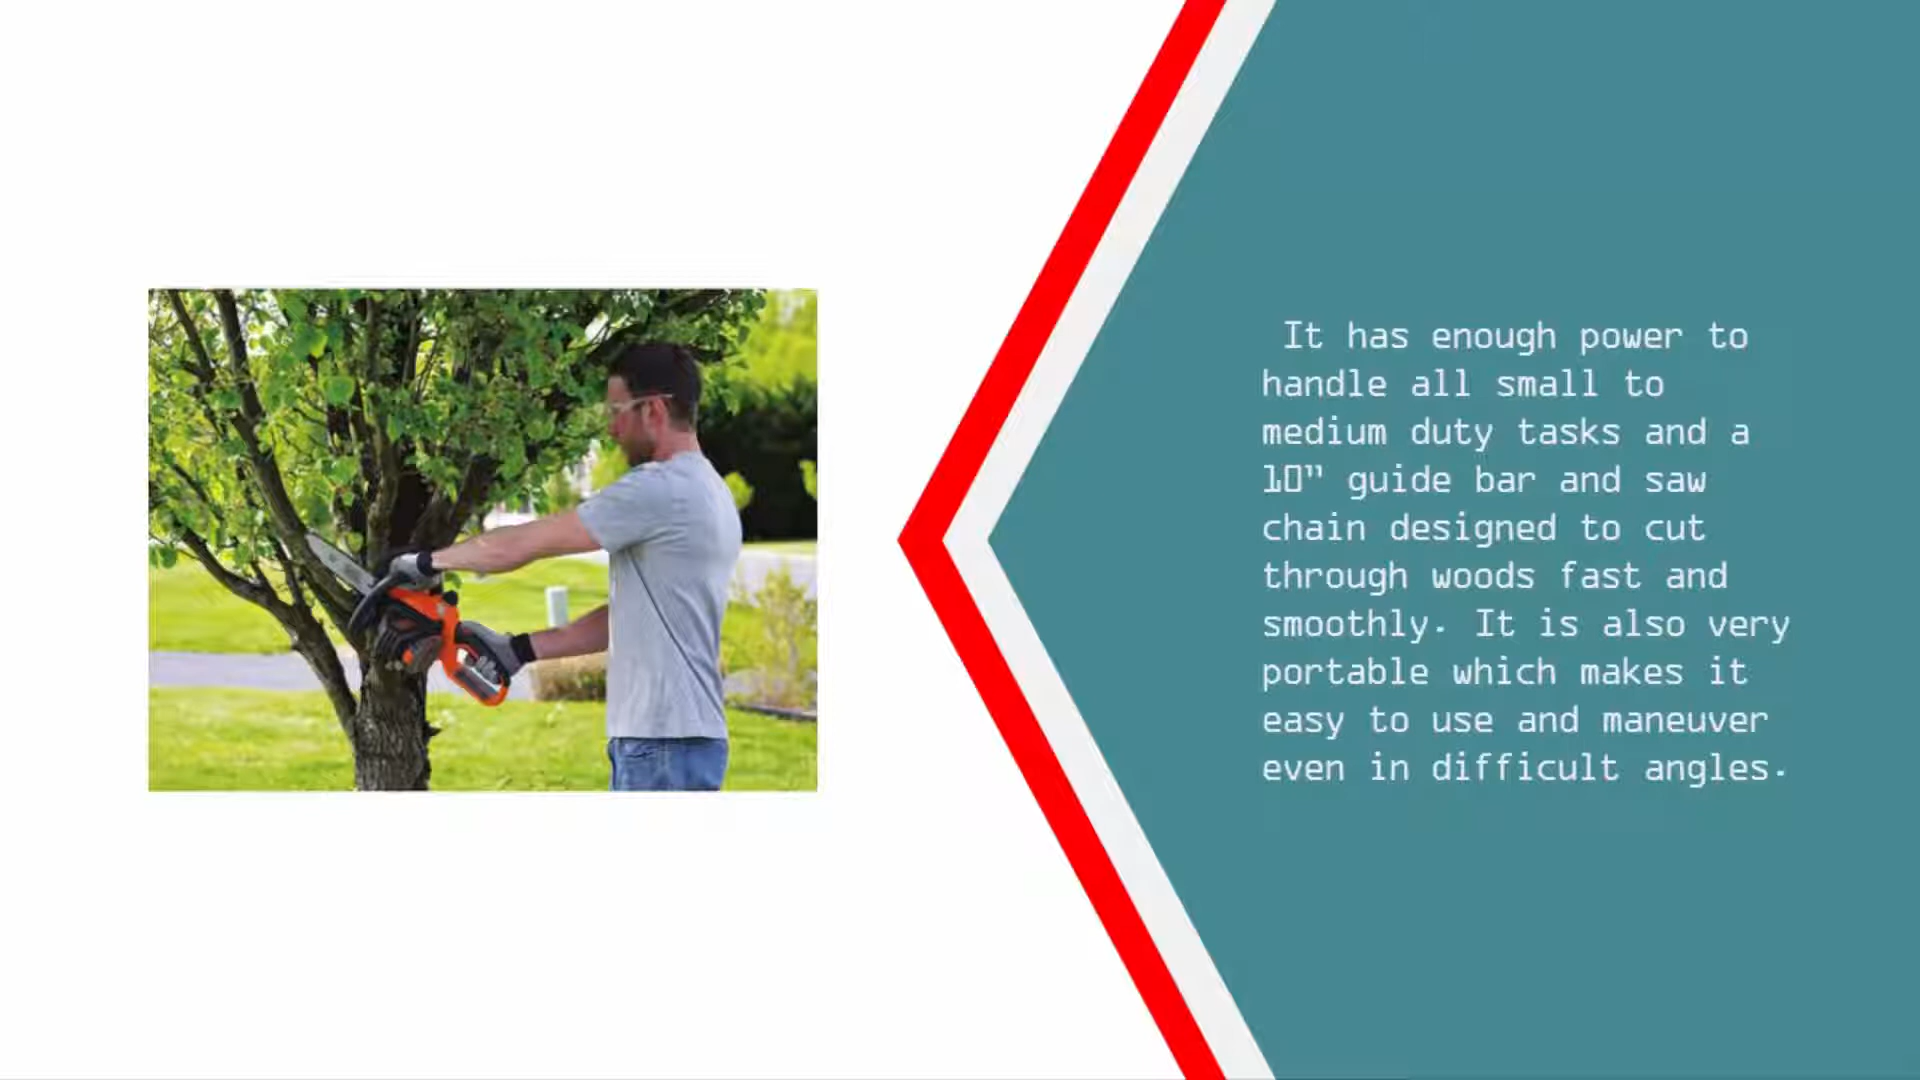 It has enough power to
handle all small to
medium duty tasks and a
10" guide bar and saw
chain designed to cut
through woods fast and
smoothly. It is also very
portable which makes it
easy to use and maneuver
even in difficult angles.